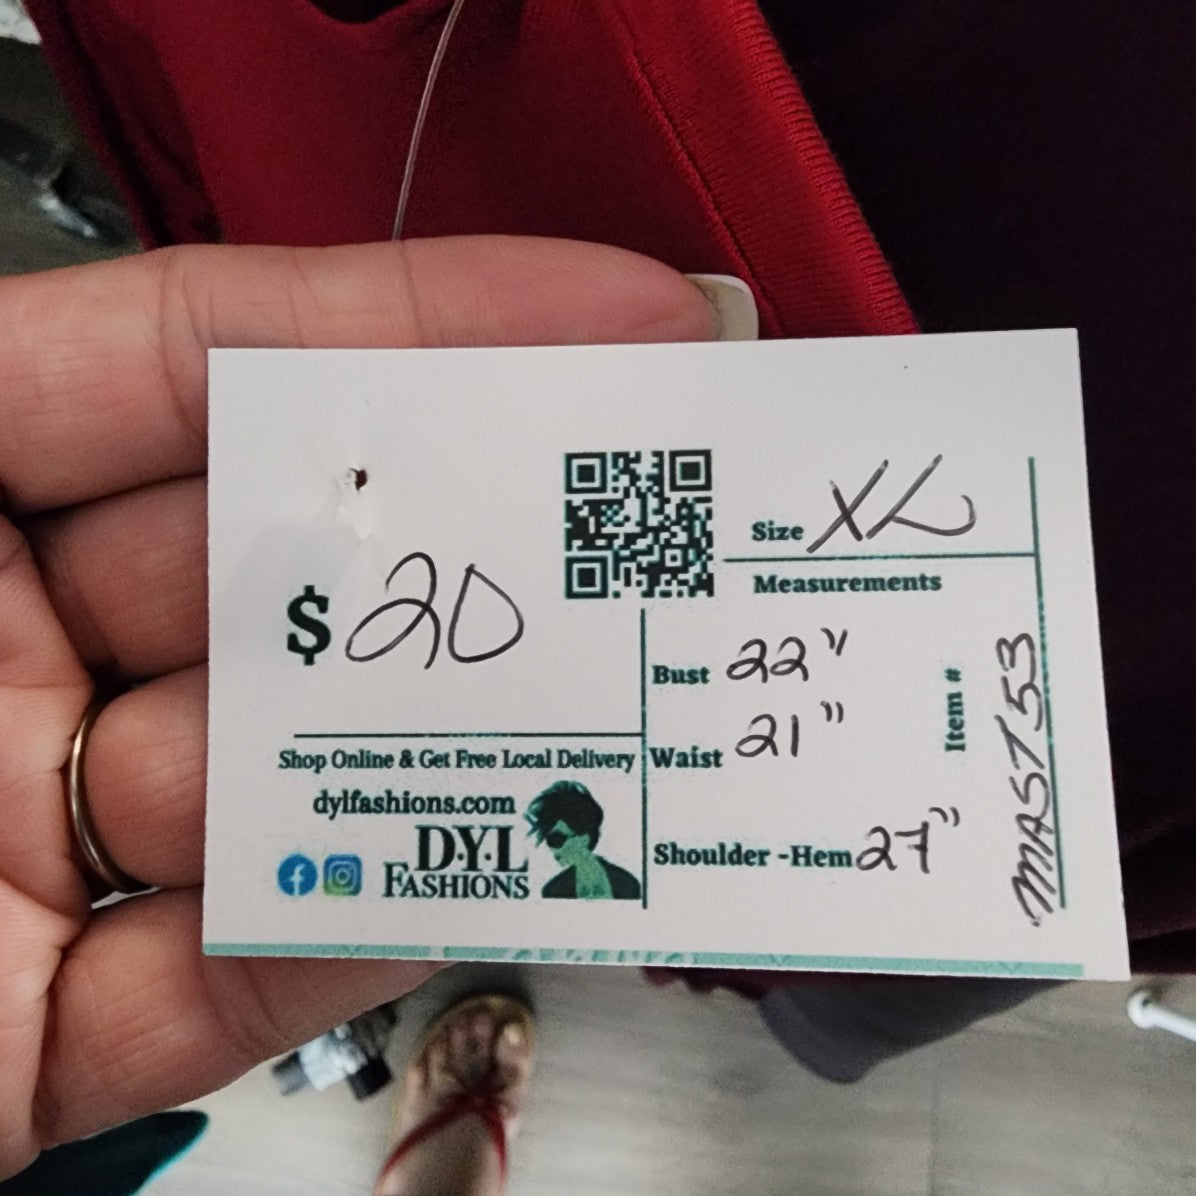 $ 20
Shop Online & Get Free Local Delivery
dylfashions.com
D·Y·L
FASHIONS
Size XL
Measurements
Bust 22"
Waist 21"
Shoulder -Hem 27"
Item # MAST53